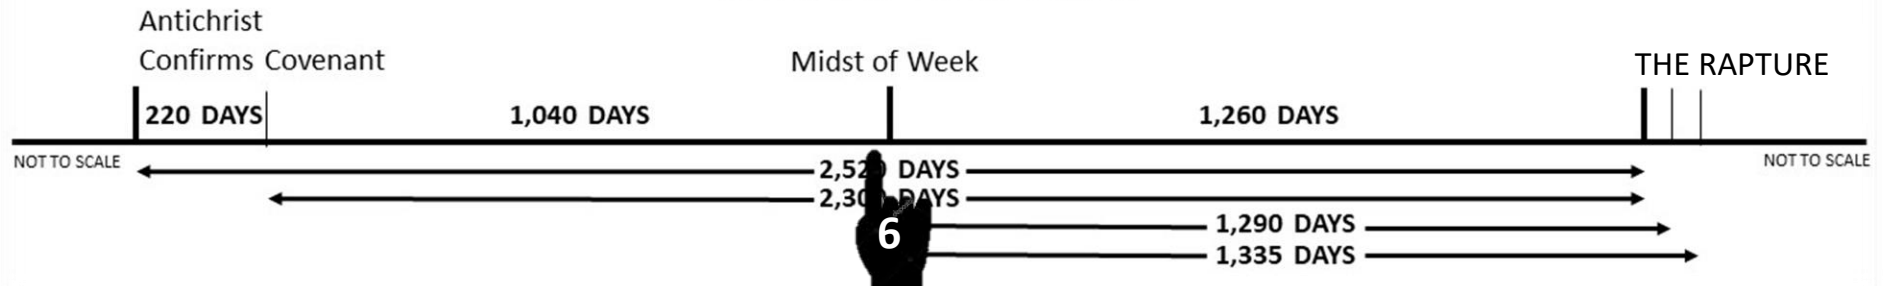 Antichrist
Confirms Covenant
Midst of Week
THE RAPTURE
220 DAYS
1,040 DAYS
1,260 DAYS
NOT TO SCALE
NOT TO SCALE
DAYS
DAYS
6
1,290 DAYS
1,335 DAYS